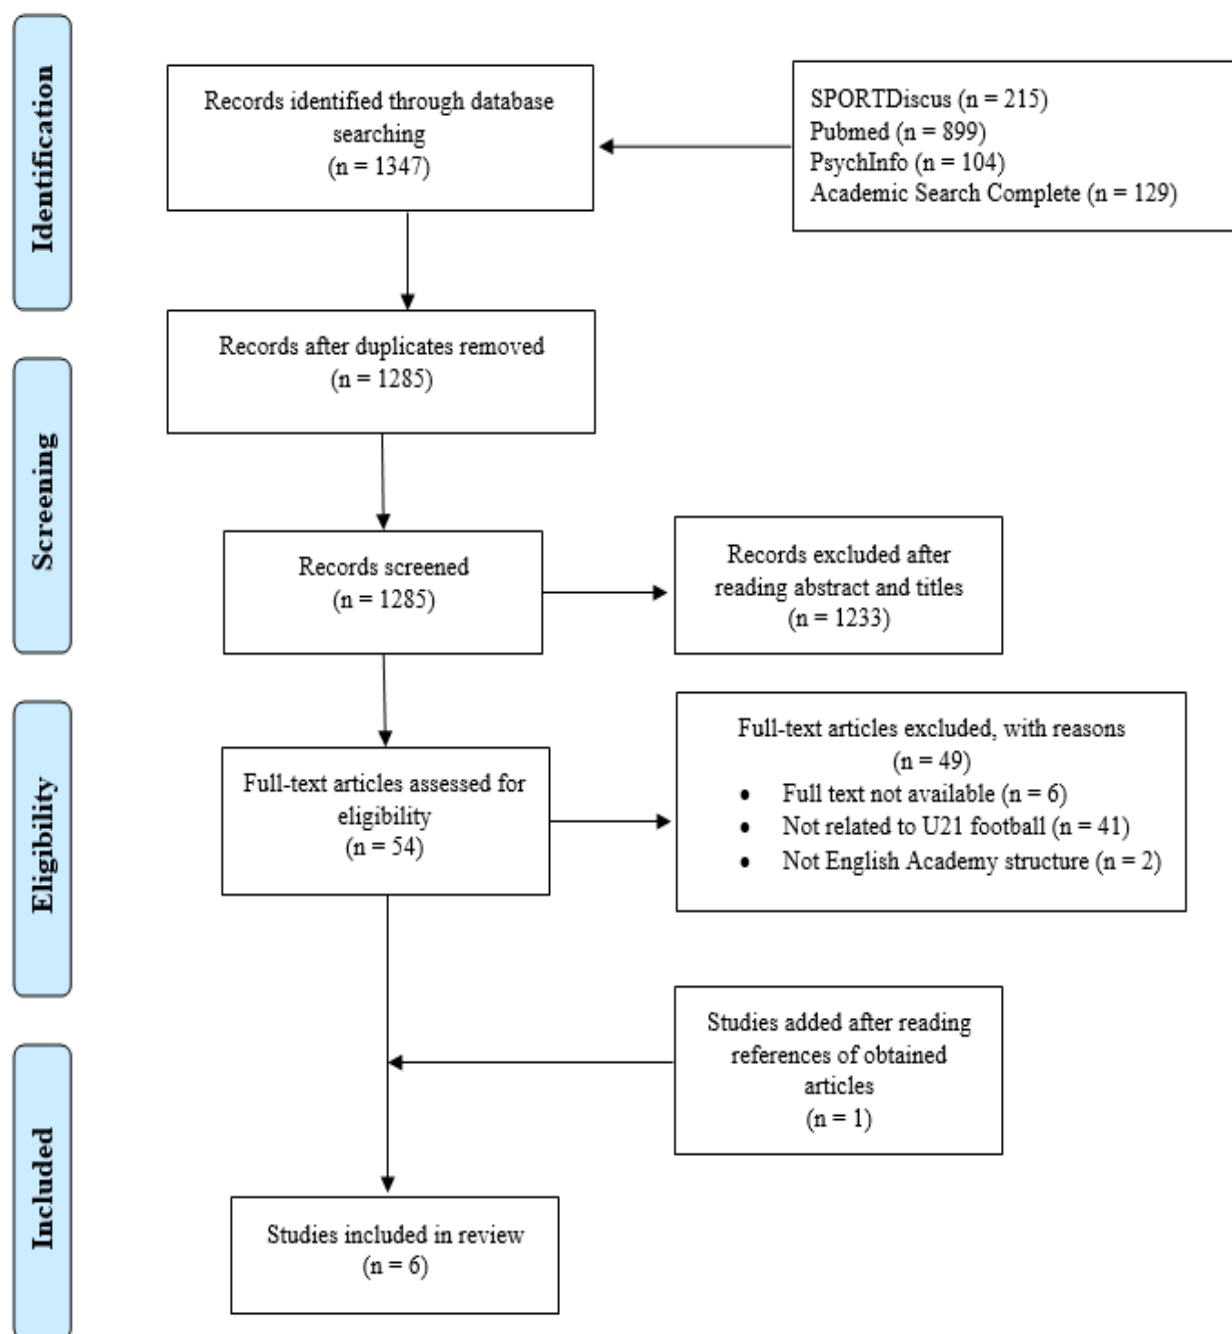 Identification
Records identified through database
searching
(n = 1347)
SPORTDiscus (n = 215)
Pubmed (n = 899)
PsychInfo (n = 104)
Academic Search Complete (n = 129)
Records after duplicates removed
(n = 1285)
Screening
Records screened
(n = 1285)
Records excluded after
reading abstract and titles
(n = 1233)
Eligibility
Full-text articles assessed for
eligibility
(n = 54)
Full-text articles excluded, with reasons
(n = 49)
• Full text not available (n = 6)
• Not related to U21 football (n = 41)
• Not English Academy structure (n = 2)
Studies added after reading
references of obtained
articles
(n = 1)
Included
Studies included in review
(n = 6)